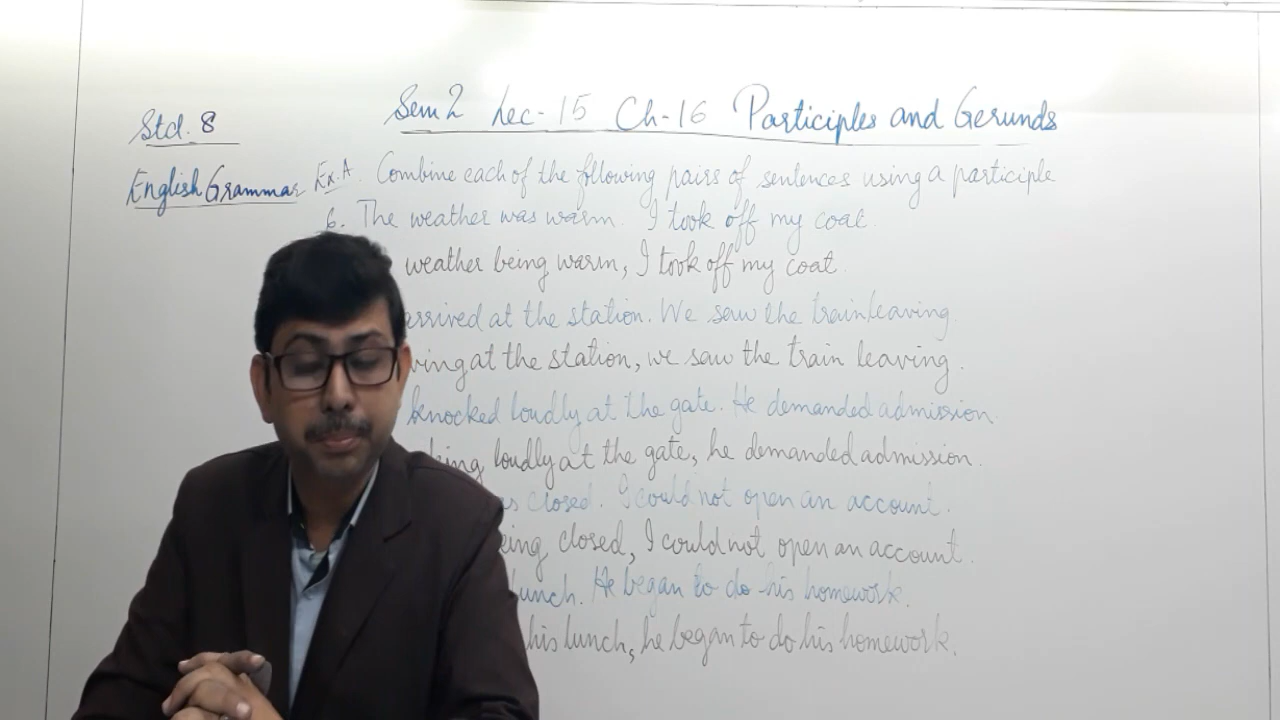 Sem 2 Lec-15 Ch-16 Participles and Gerunds
Std. 8
English Grammar
Ex. A. Combine each of the following pairs of sentences using a participle
6. The weather was warm. I took off my coat.
weather being warm, I took off my coat.
arrived at the station. We saw the train leaving
at the station, we saw the train leaving.
knocked loudly at the gate. He demanded admission.
loudly at the gate, he demanded admission.
closed. I could not open an account.
closed, I could not open an account.
He began to do his homework.
his lunch, he began to do his homework.